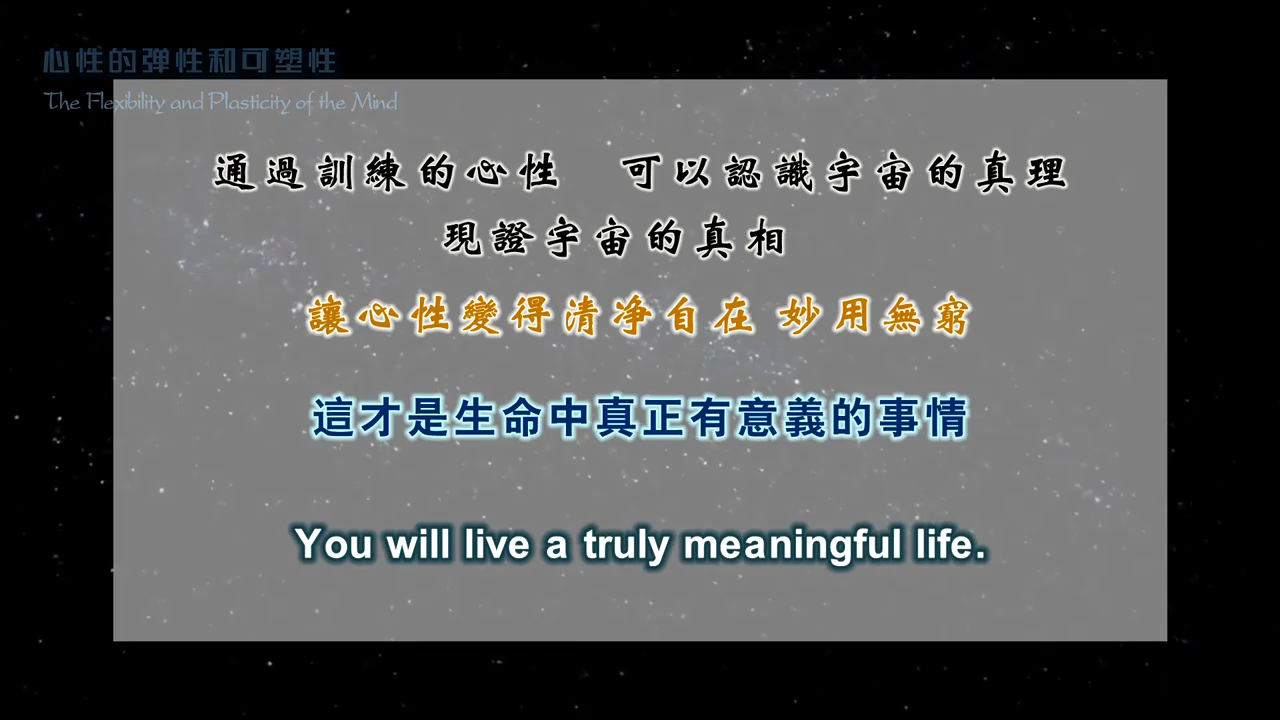 心性的弹性和可塑性
The Flexibility and Plasticity of the Mind
通過訓練的心性　可以認識宇宙的真理
現證宇宙的真相
讓心性變得清净自在 妙用無窮
這才是生命中真正有意義的事情
You will live a truly meaningful life.